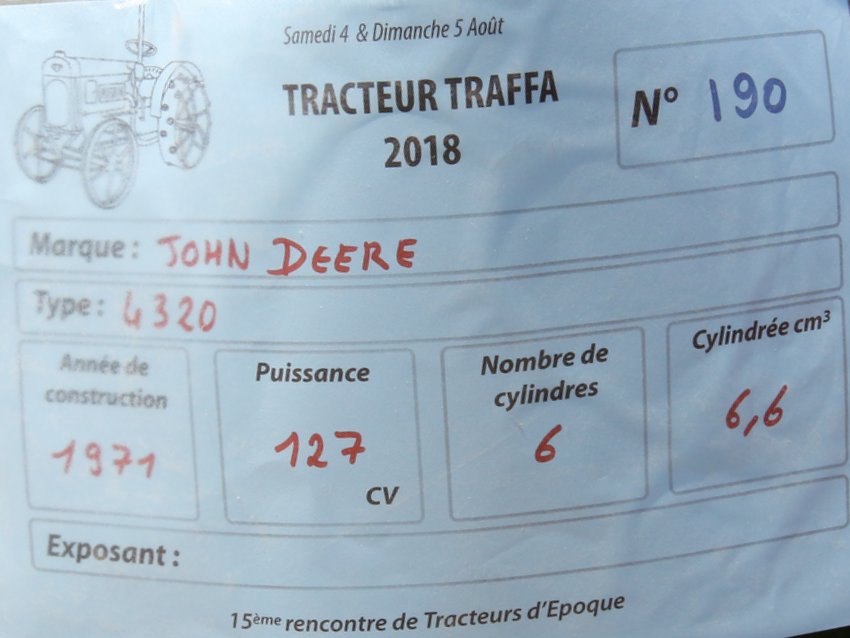 Samedi 4 & Dimanche 5 Août
TRACTEUR TRAFFA
2018
N° 190
Marque : JOHN DEERE
Type : 4320
Année de construction
1971
Puissance
127
CV
Nombre de cylindres
6
Cylindrée cm³
6,6
Exposant :
15ème rencontre de Tracteurs d'Epoque